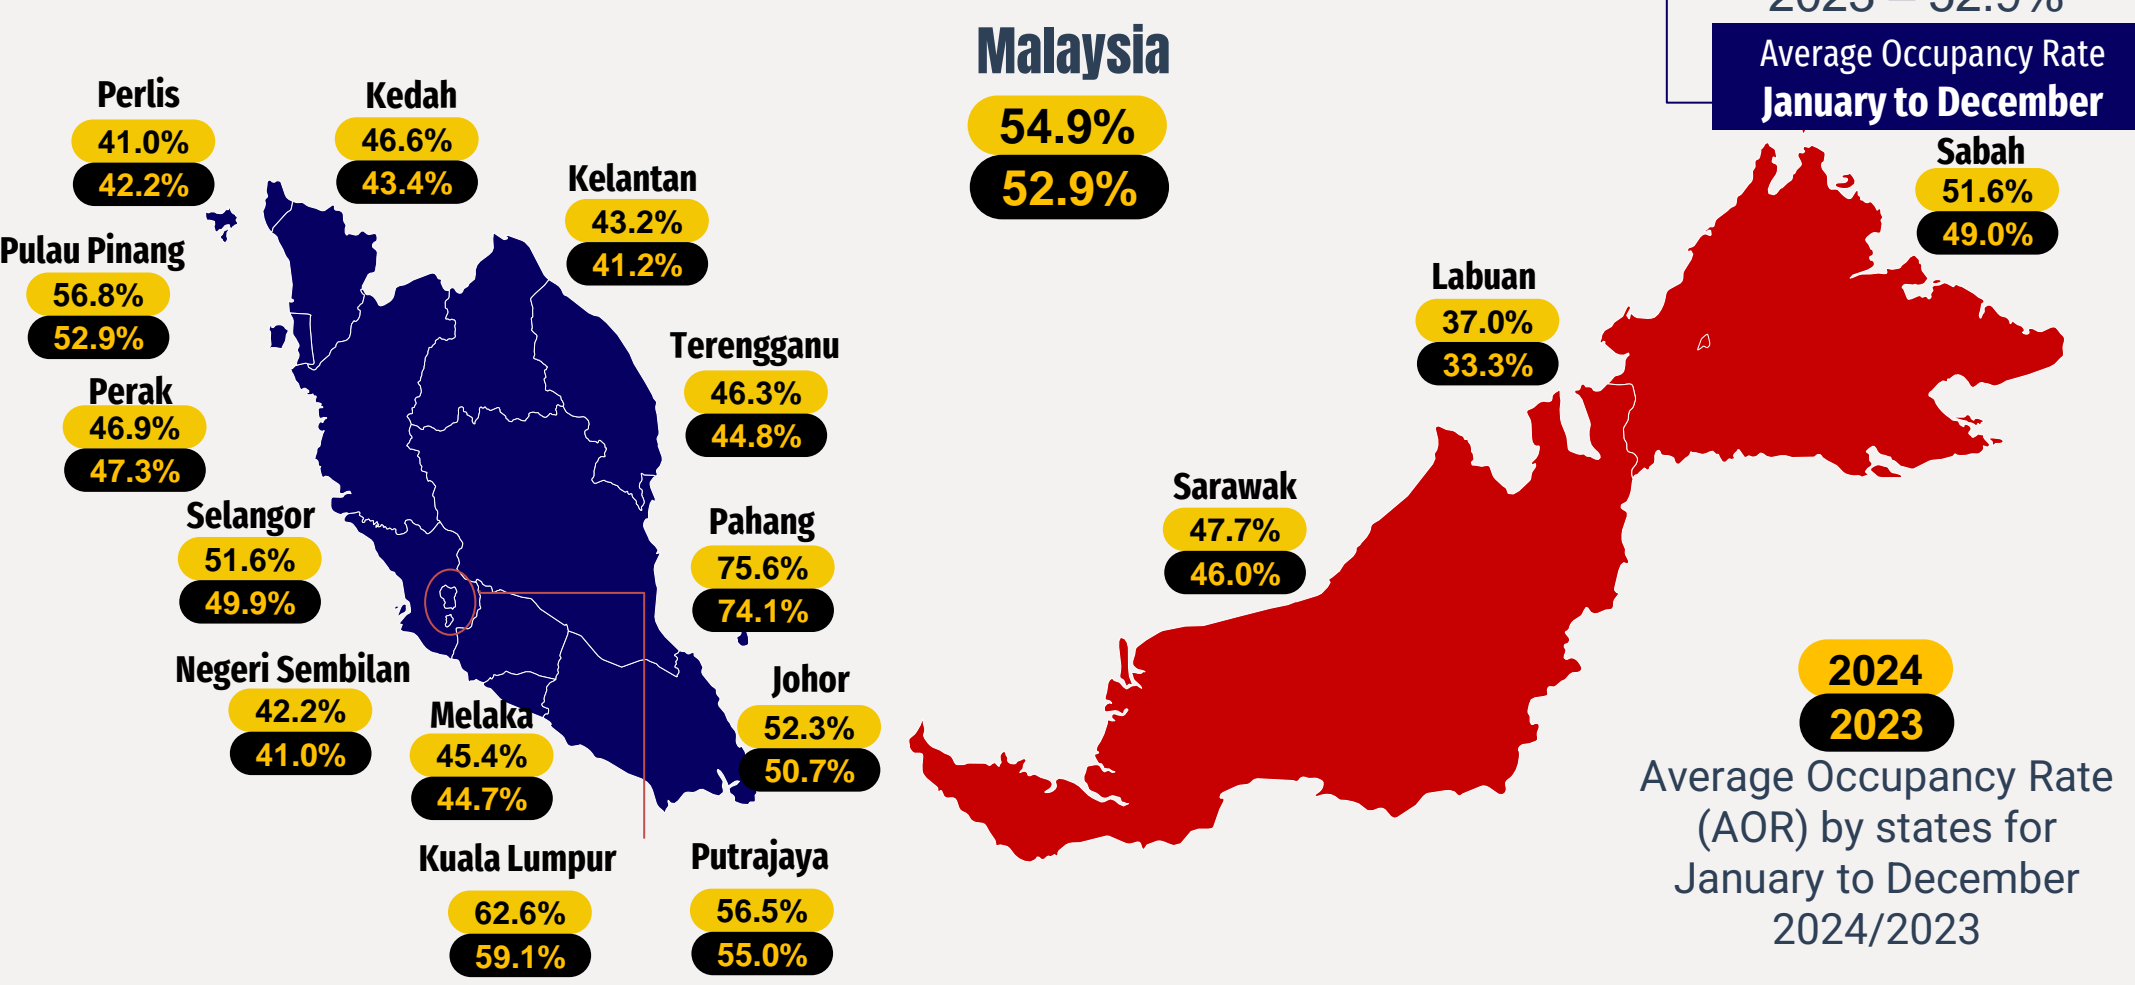 2023 – 52.9%
Average Occupancy Rate
January to December
Malaysia
54.9%
52.9%
Perlis
41.0%
42.2%
Kedah
46.6%
43.4%
Kelantan
43.2%
41.2%
Pulau Pinang
56.8%
52.9%
Terengganu
46.3%
44.8%
Perak
46.9%
47.3%
Selangor
51.6%
49.9%
Pahang
75.6%
74.1%
Negeri Sembilan
42.2%
41.0%
Melaka
45.4%
44.7%
Johor
52.3%
50.7%
Kuala Lumpur
62.6%
59.1%
Putrajaya
56.5%
55.0%
Sabah
51.6%
49.0%
Labuan
37.0%
33.3%
Sarawak
47.7%
46.0%
2024
2023
Average Occupancy Rate
(AOR) by states for
January to December
2024/2023